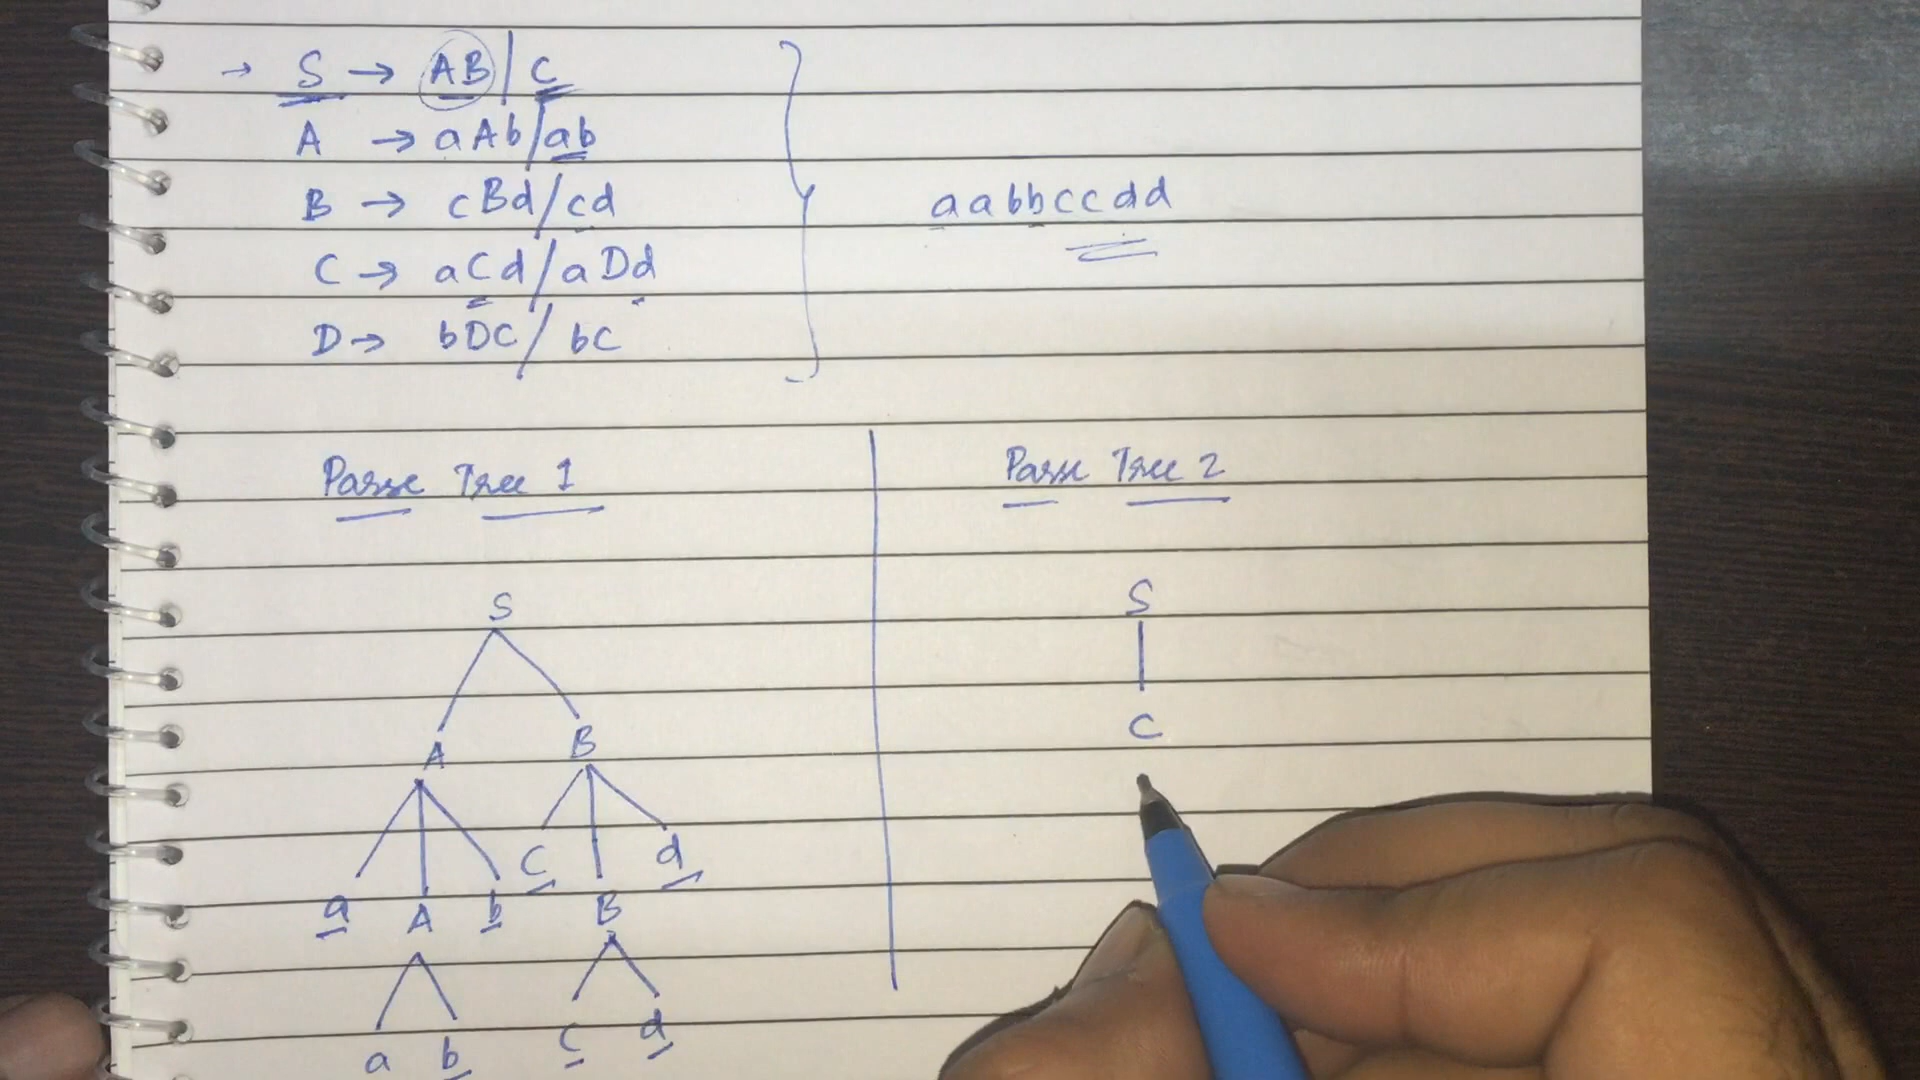 → S → AB | C
A → aAb / ab
B → cBd / cd
C → aCd / aDd
D → bDC / bC
aabbccdd
Parse Tree 1
Parse Tree 2
S
A B
a A b c B d
a b c d
S
C